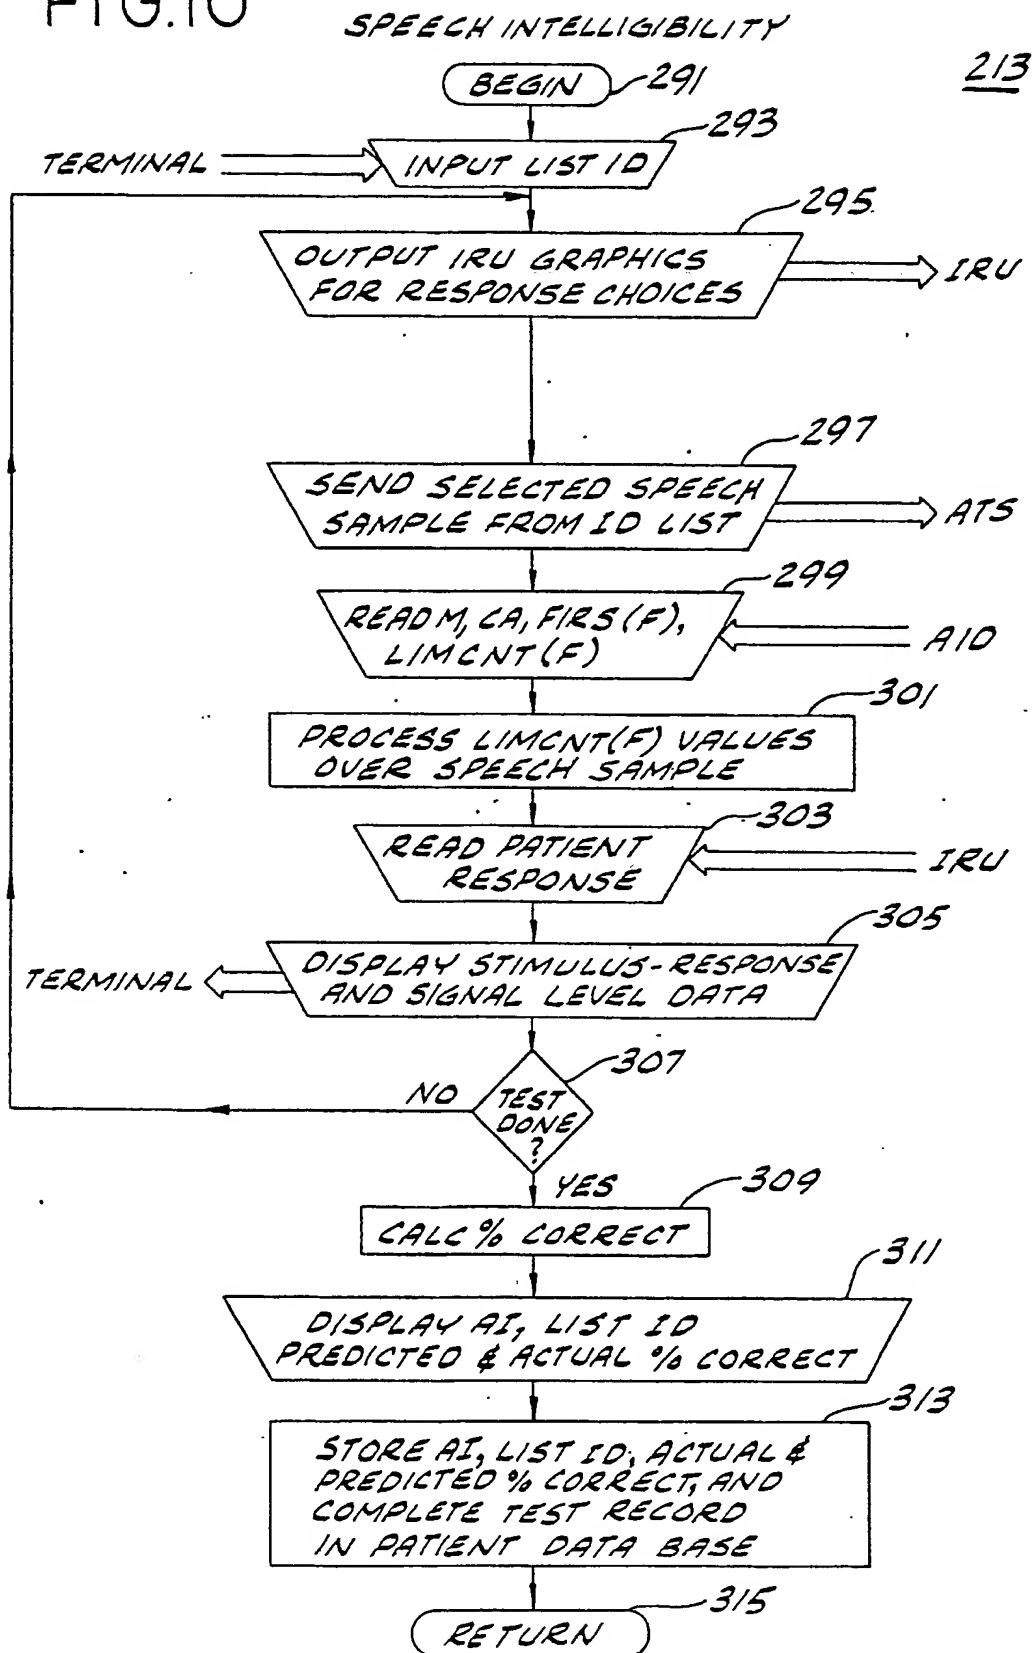 FIG.10
SPEECH INTELLIGIBILITY
213
BEGIN
291
293
TERMINAL
INPUT LIST ID
295
OUTPUT IRU GRAPHICS
FOR RESPONSE CHOICES
IRU
297
SEND SELECTED SPEECH
SAMPLE FROM ID LIST
ATS
299
READ M, CA, FIRS(F),
LIMCNT(F)
AID
301
PROCESS LIMCNT(F) VALUES
OVER SPEECH SAMPLE
303
READ PATIENT
RESPONSE
IRU
305
DISPLAY STIMULUS-RESPONSE
AND SIGNAL LEVEL DATA
TERMINAL
307
NO
TEST
DONE
?
YES
309
CALC % CORRECT
311
DISPLAY AI, LIST ID
PREDICTED & ACTUAL % CORRECT
313
STORE AI, LIST ID, ACTUAL &
PREDICTED % CORRECT, AND
COMPLETE TEST RECORD
IN PATIENT DATA BASE
315
RETURN